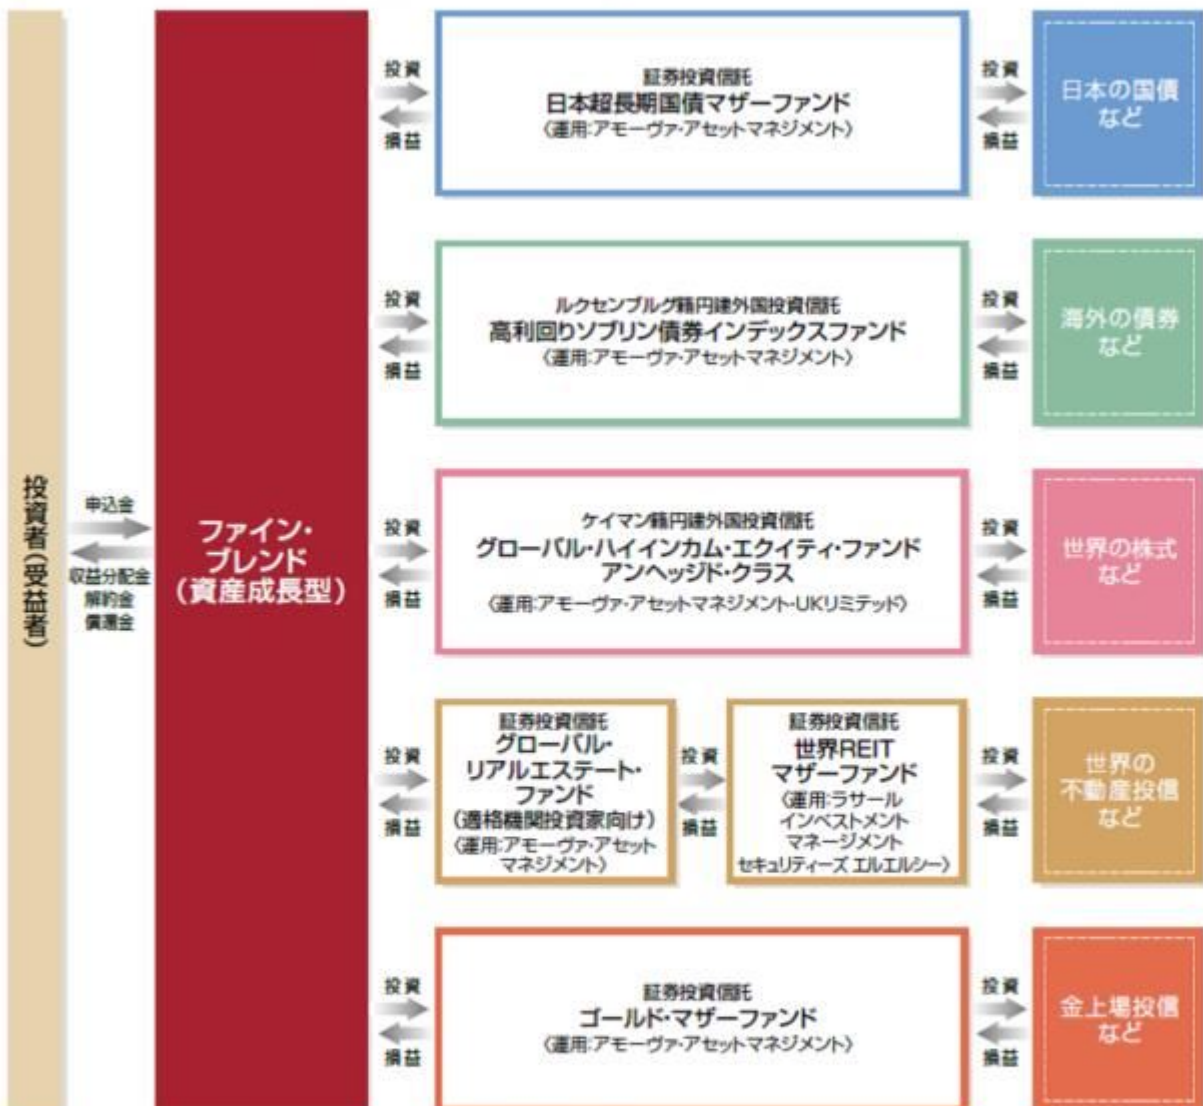 投資者(受益者)
申込金
収益分配金
解約金
償還金
ファイン・
ブレンド
(資産成長型)
投資
損益
証券投資信託
日本超長期国債マザーファンド
〈運用:アモーヴァ・アセットマネジメント〉
投資
損益
日本の国債
など
投資
損益
ルクセンブルグ籍円建外国投資信託
高利回りソブリン債券インデックスファンド
〈運用:アモーヴァ・アセットマネジメント〉
投資
損益
海外の債券
など
投資
損益
ケイマン籍円建外国投資信託
グローバル・ハイインカム・エクイティ・ファンド
アンヘッジド・クラス
〈運用:アモーヴァ・アセットマネジメント・UKリミテッド〉
投資
損益
世界の株式
など
投資
損益
証券投資信託
グローバル・
リアルエステート・
ファンド
(適格機関投資家向け)
〈運用:アモーヴァ・アセット
マネジメント〉
投資
損益
証券投資信託
世界REIT
マザーファンド
〈運用:ラサール
インベストメント
マネージメント
セキュリティーズ エルエルシー〉
投資
損益
世界の
不動産投信
など
投資
損益
証券投資信託
ゴールド・マザーファンド
〈運用:アモーヴァ・アセットマネジメント〉
投資
損益
金上場投信
など